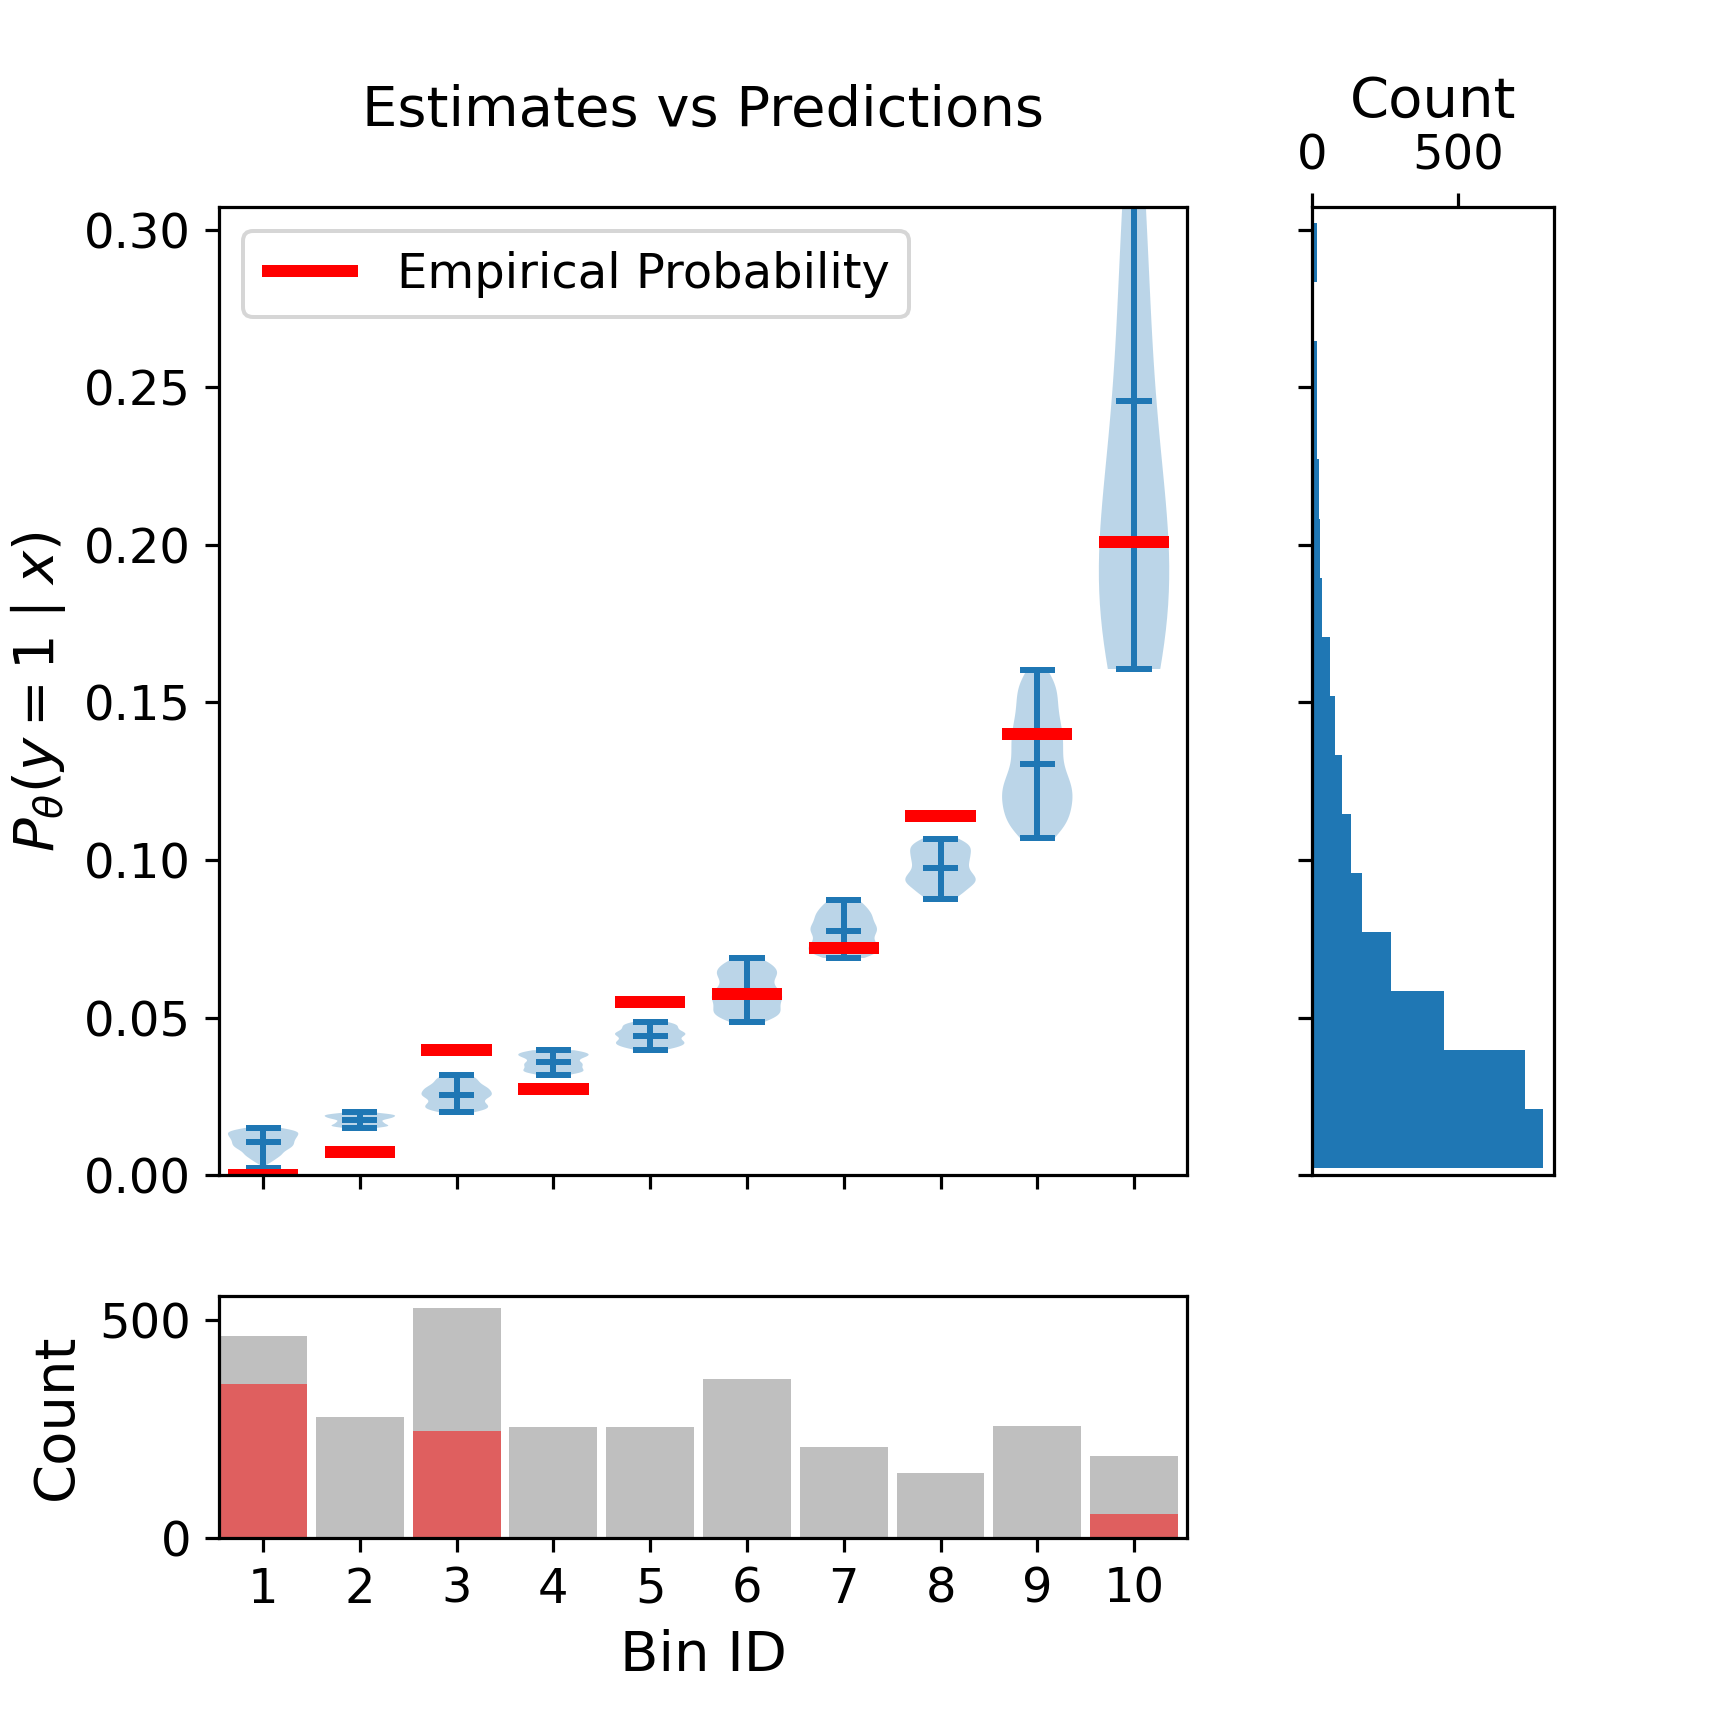 Estimates vs Predictions
Count
0 500
0.30
Empirical Probability
0.25
0.20
0.15
0.10
0.05
0.00
P_θ(y = 1 | x)
500
0
Count
1 2 3 4 5 6 7 8 9 10
Bin ID